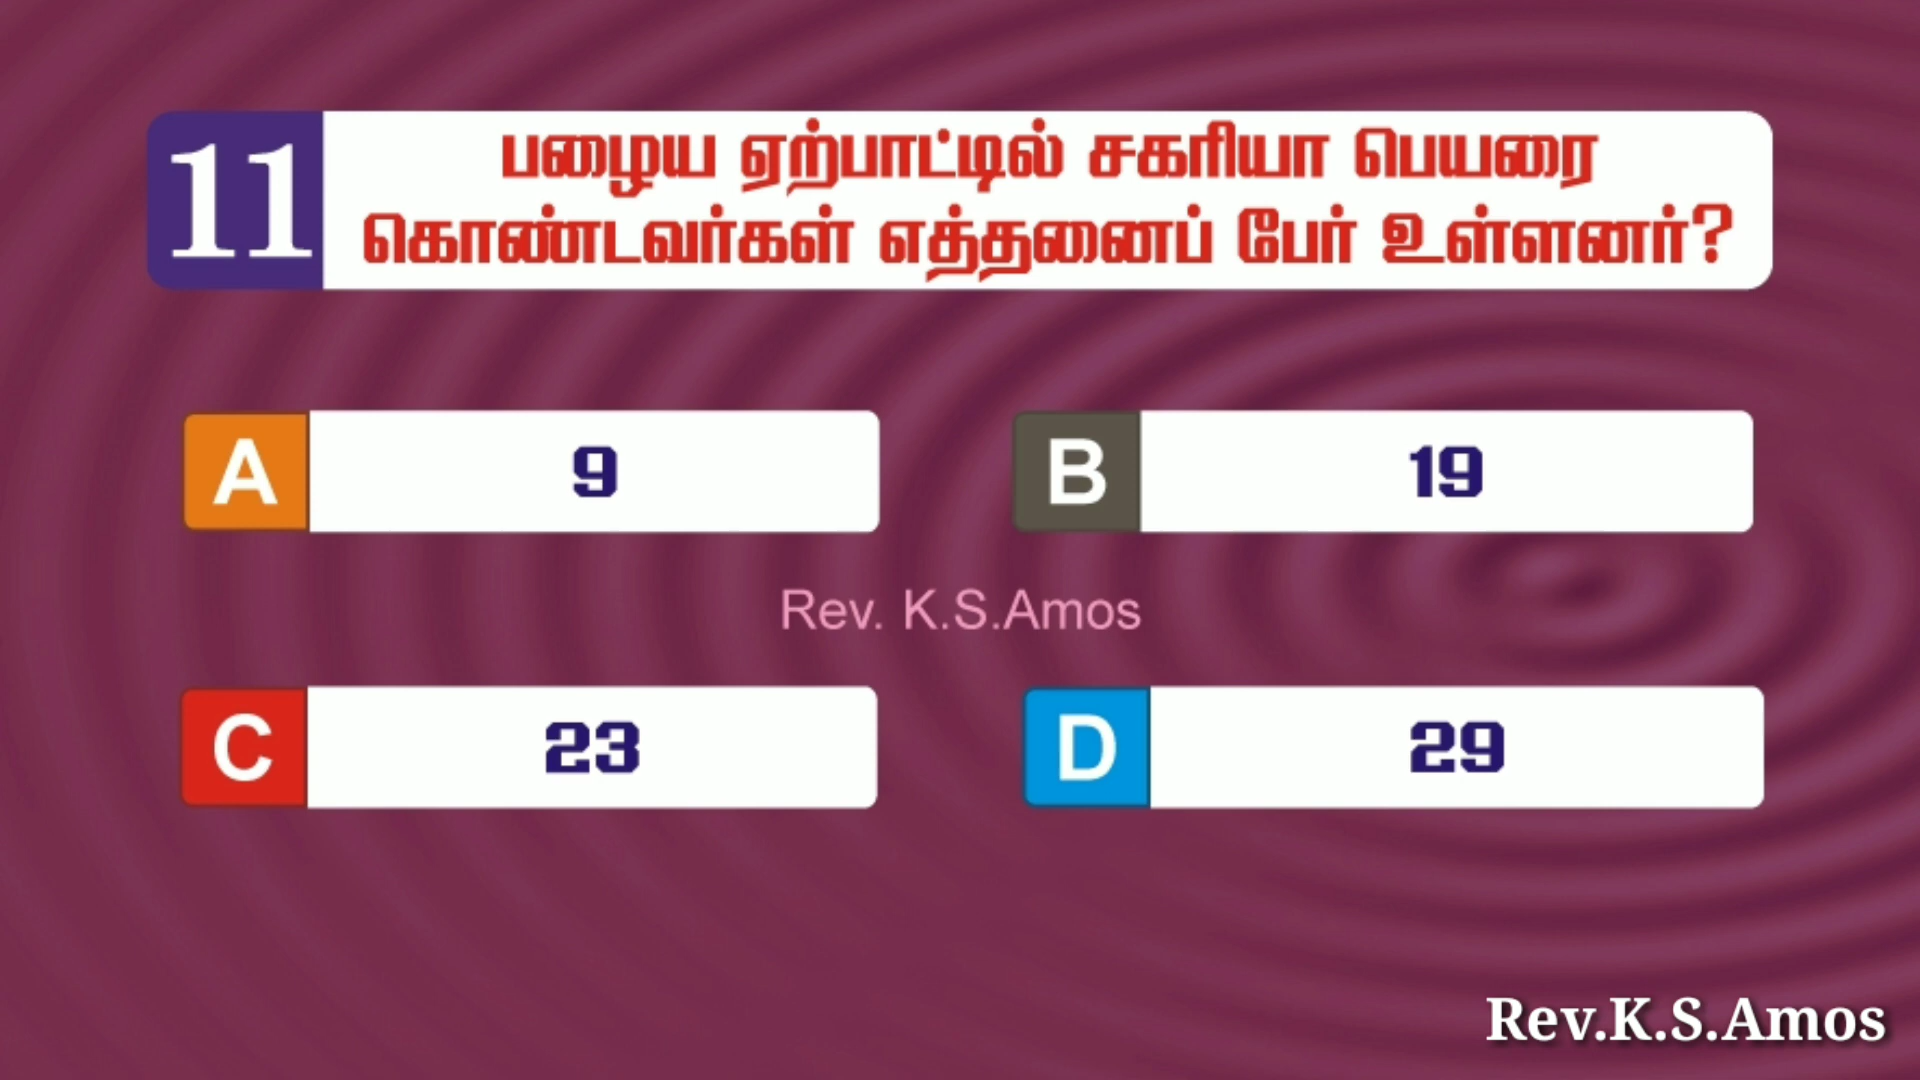 11
பழைய ஏற்பாட்டில் சகரியா பெயரை
கொண்டவர்கள் எத்தனைப் பேர் உள்ளனர்?
A 9
B 19
Rev. K.S.Amos
C 23
D 29
Rev.K.S.Amos